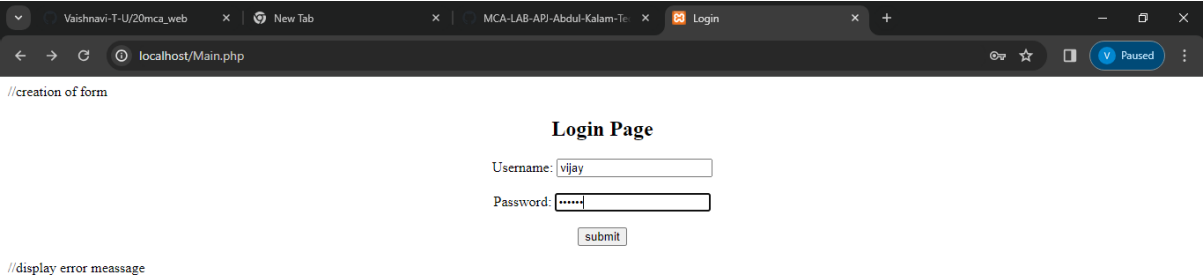 Vaishnavi-T-U/20mca_web
New Tab
MCA-LAB-APJ-Abdul-Kalam-Te
Login
localhost/Main.php
V Paused
//creation of form
Login Page
Username: vijay
Password: ••••••
submit
//display error meassage